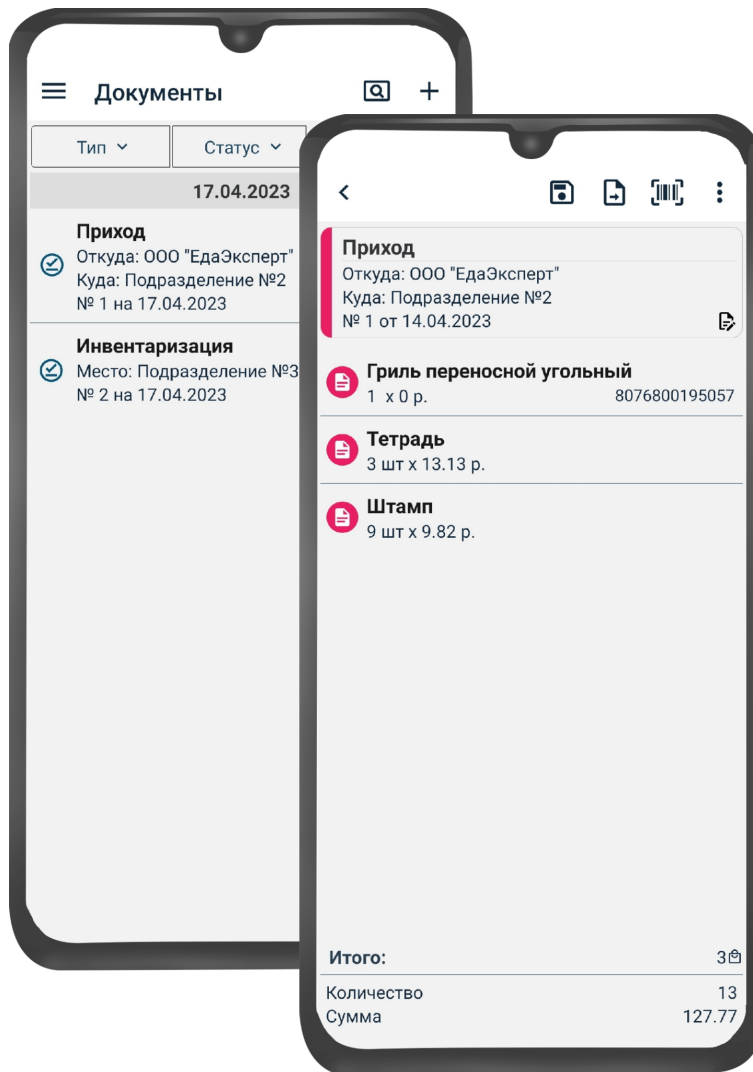 Документы
Тип
Статус
17.04.2023
Приход
Откуда: ООО "ЕдаЭксперт"
Куда: Подразделение №2
№ 1 на 17.04.2023
Инвентаризация
Место: Подразделение №3
№ 2 на 17.04.2023
Приход
Откуда: ООО "ЕдаЭксперт"
Куда: Подразделение №2
№ 1 от 14.04.2023
Гриль переносной угольный
1 x 0 р. 8076800195057
Тетрадь
3 шт x 13.13 р.
Штамп
9 шт x 9.82 р.
Итого: 3
Количество 13
Сумма 127.77